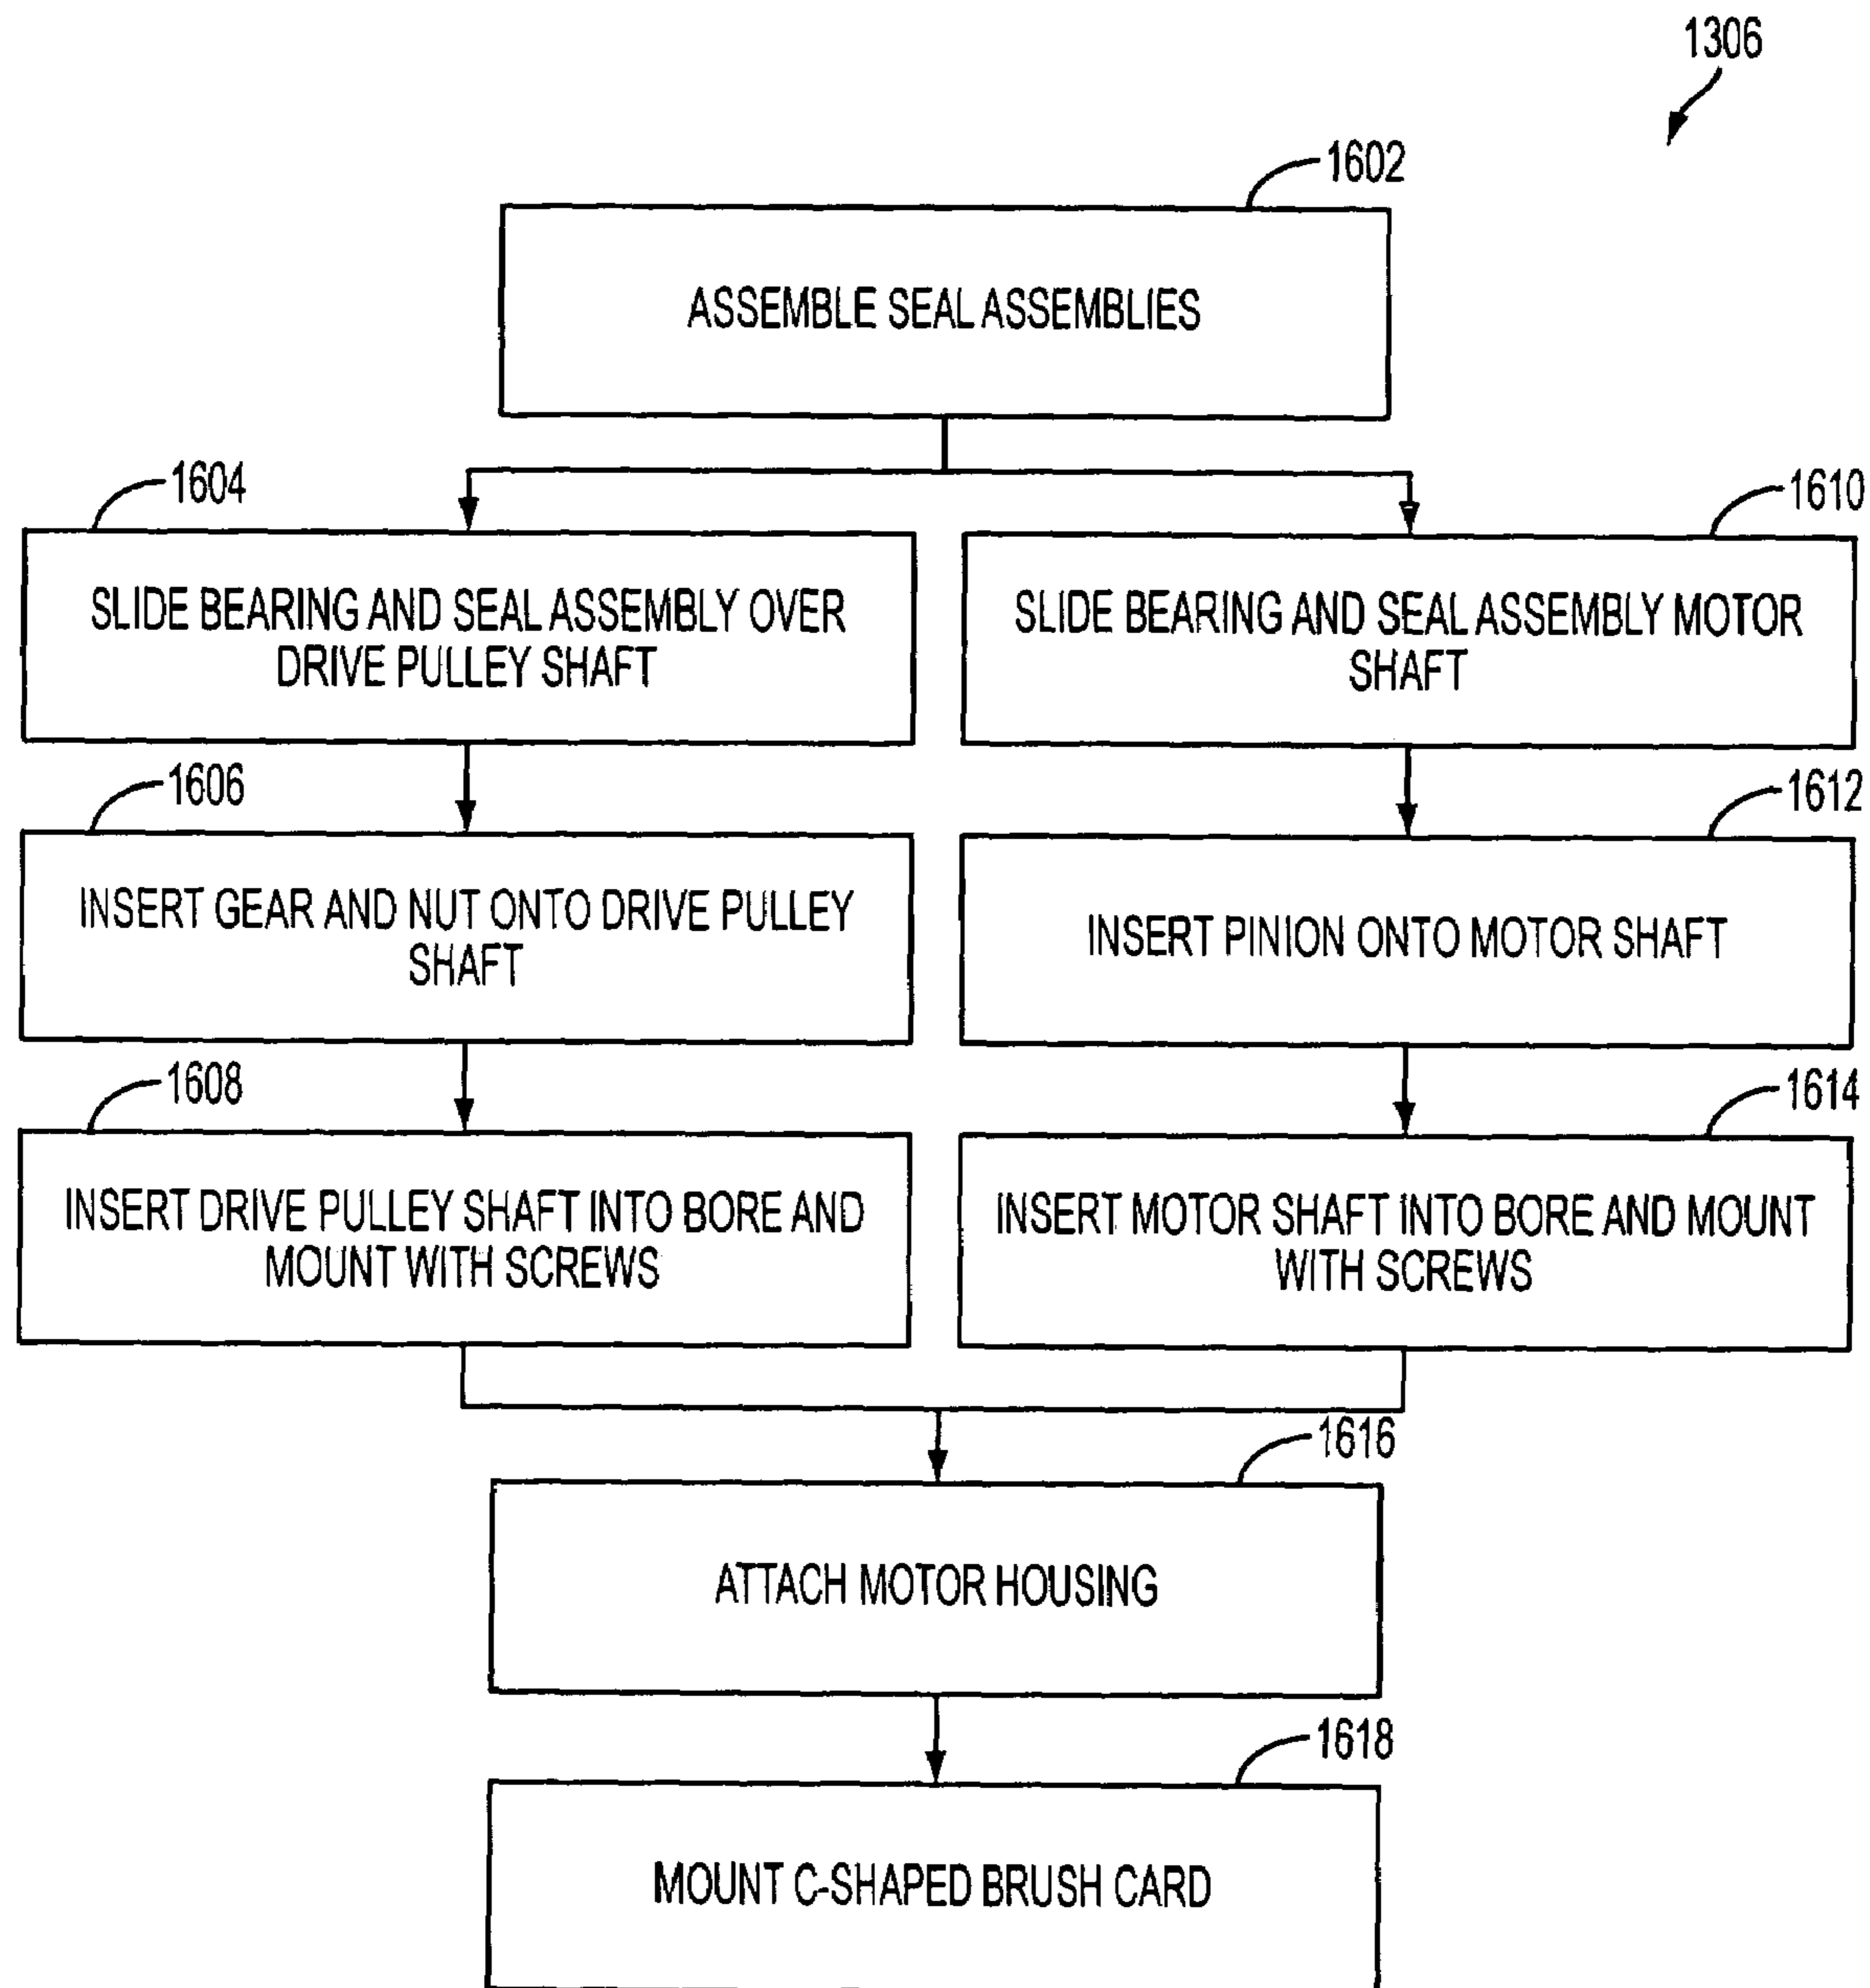 1306
1602
ASSEMBLE SEAL ASSEMBLIES
1604
SLIDE BEARING AND SEAL ASSEMBLY OVER
DRIVE PULLEY SHAFT
1610
SLIDE BEARING AND SEAL ASSEMBLY MOTOR
SHAFT
1606
INSERT GEAR AND NUT ONTO DRIVE PULLEY
SHAFT
1612
INSERT PINION ONTO MOTOR SHAFT
1608
INSERT DRIVE PULLEY SHAFT INTO BORE AND
MOUNT WITH SCREWS
1614
INSERT MOTOR SHAFT INTO BORE AND MOUNT
WITH SCREWS
1616
ATTACH MOTOR HOUSING
1618
MOUNT C-SHAPED BRUSH CARD